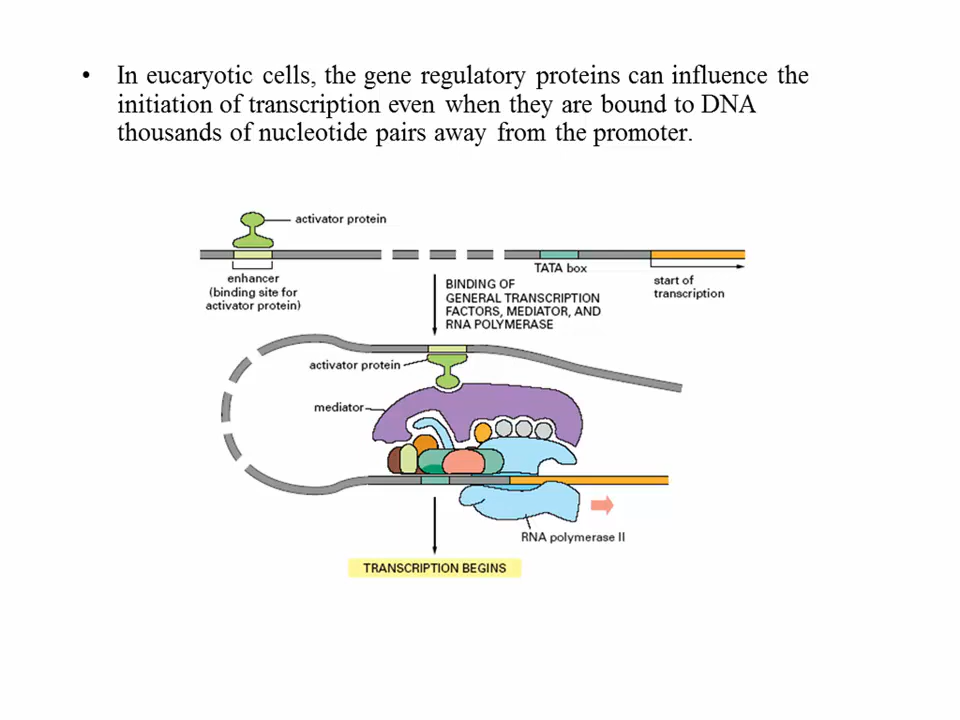 • In eucaryotic cells, the gene regulatory proteins can influence the
initiation of transcription even when they are bound to DNA
thousands of nucleotide pairs away from the promoter.
activator protein
TATA box
enhancer
(binding site for
activator protein)
start of
transcription
BINDING OF
GENERAL TRANSCRIPTION
FACTORS, MEDIATOR, AND
RNA POLYMERASE
activator protein
mediator
RNA polymerase II
TRANSCRIPTION BEGINS